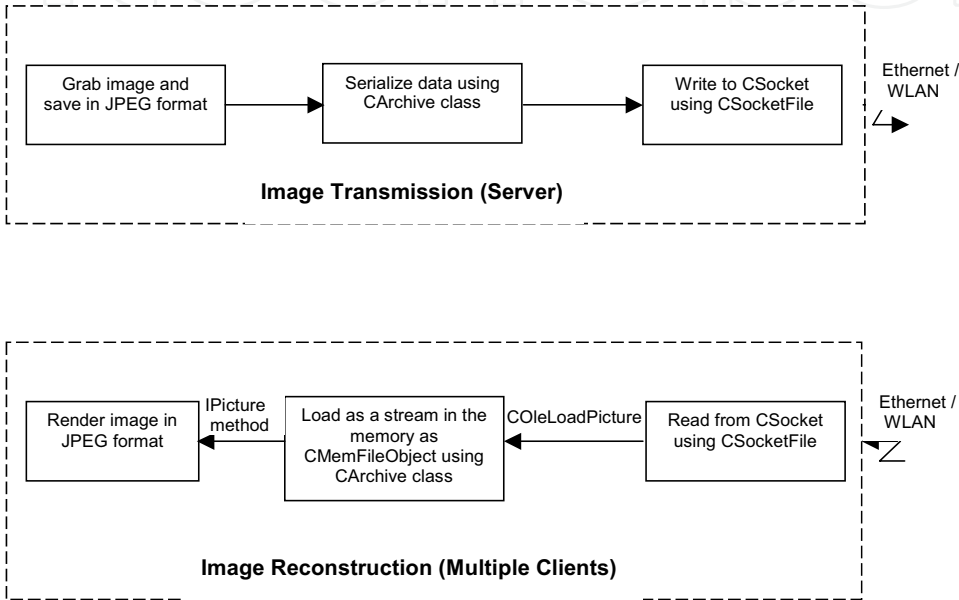 Grab image and
save in JPEG format
Serialize data using
CArchive class
Write to CSocket
using CSocketFile
Ethernet /
WLAN
Image Transmission (Server)
Render image in
JPEG format
IPicture
method
Load as a stream in the
memory as
CMemFileObject using
CArchive class
COleLoadPicture
Read from CSocket
using CSocketFile
Ethernet /
WLAN
Image Reconstruction (Multiple Clients)